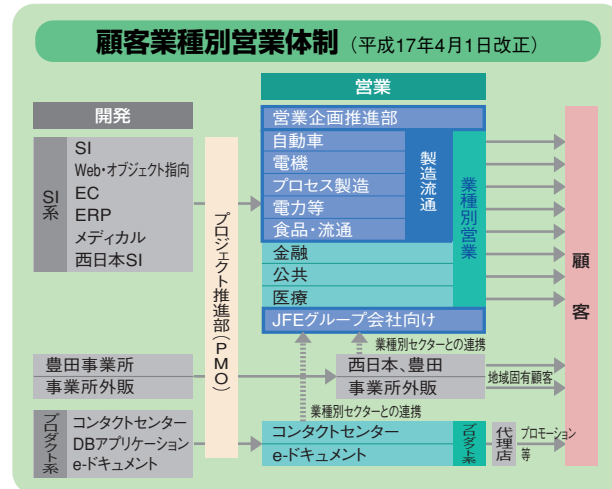 顧客業種別営業体制（平成17年4月1日改正）
開発
SI系
SI
Web・オブジェクト指向
EC
ERP
メディカル
西日本SI
豊田事業所
事業所外販
プロダクト系
コンタクトセンター
DBアプリケーション
e-ドキュメント
プロジェクト推進部（PMO）
営業
営業企画推進部
自動車
電機
プロセス製造
電力等
食品・流通
製造流通
金融
公共
医療
業種別営業
JFEグループ会社向け
業種別セクターとの連携
西日本、豊田
事業所外販
地域固有顧客
業種別セクターとの連携
コンタクトセンター
e-ドキュメント
プロダクト系
代理店
プロモーション
等
顧客